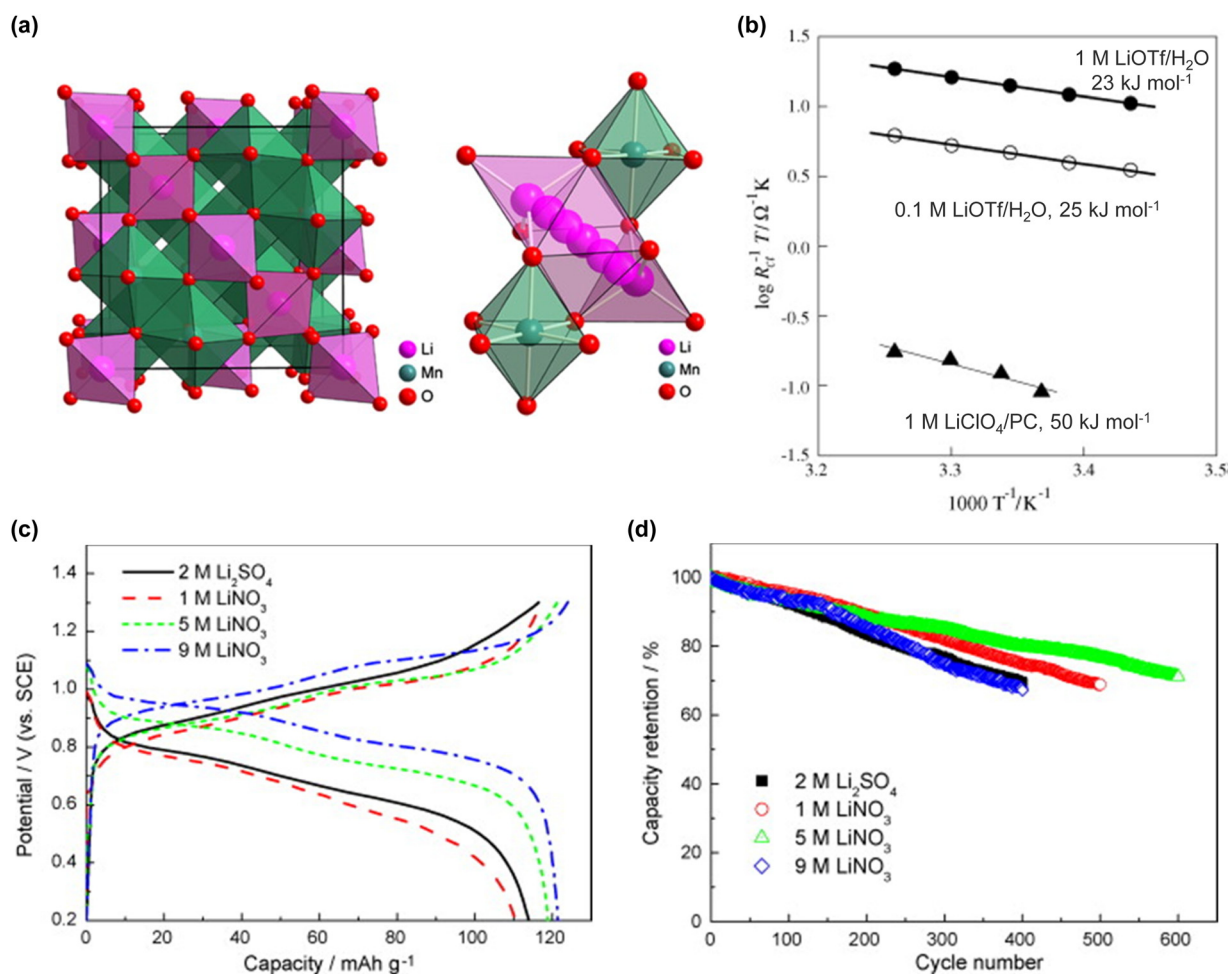 (a)
Li
Mn
O
Li
Mn
O
(b)
1.5
1.0
0.5
0.0
-0.5
-1.0
-1.5
log R_ct^-1 T/Ω^-1 K
1 M LiOTf/H₂O
23 kJ mol⁻¹
0.1 M LiOTf/H₂O, 25 kJ mol⁻¹
1 M LiClO₄/PC, 50 kJ mol⁻¹
3.2 3.3 3.4 3.5
1000 T⁻¹/K⁻¹
(c)
1.4
1.2
1.0
0.8
0.6
0.4
0.2
Potential / V (vs. SCE)
2 M Li₂SO₄
1 M LiNO₃
5 M LiNO₃
9 M LiNO₃
0 20 40 60 80 100 120
Capacity / mAh g⁻¹
(d)
100
80
60
40
20
0
Capacity retention / %
2 M Li₂SO₄
1 M LiNO₃
5 M LiNO₃
9 M LiNO₃
0 100 200 300 400 500 600
Cycle number